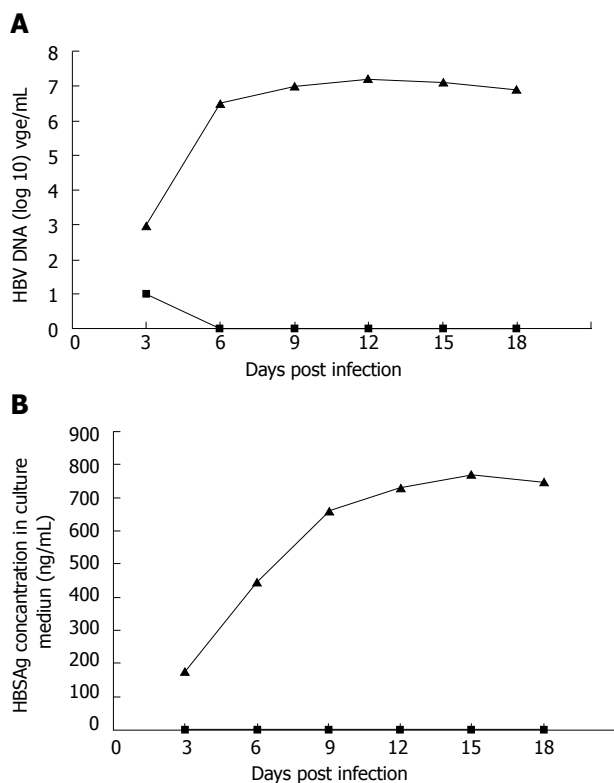 A
8
7
6
5
4
3
2
1
0
HBV DNA (log 10) vge/mL
0 3 6 9 12 15 18
Days post infection
B
900
800
700
600
500
400
300
200
100
0
HBSAg concentration in culture
mediun (ng/mL)
0 3 6 9 12 15 18
Days post infection